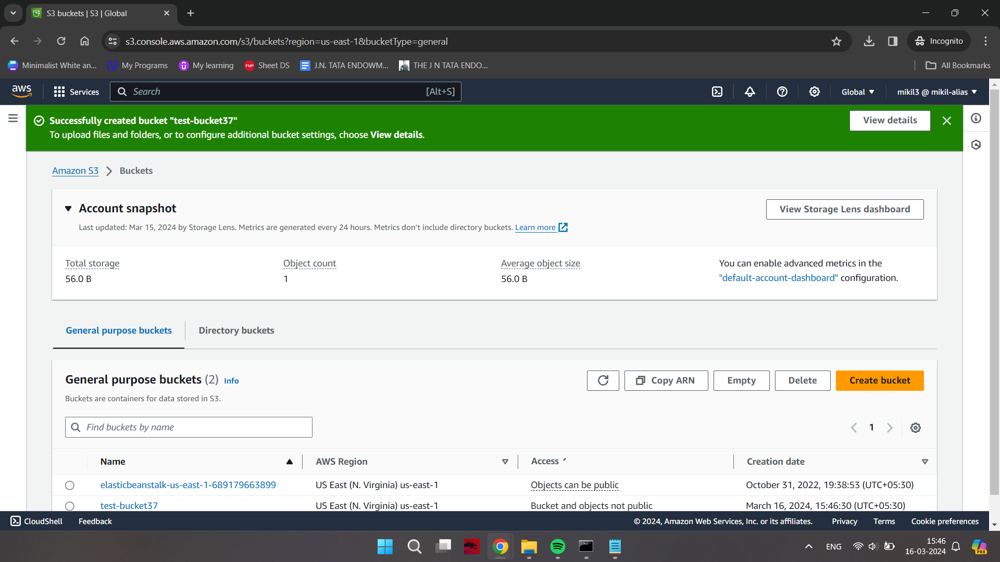 S3 buckets | S3 | Global
s3.console.aws.amazon.com/s3/buckets?region=us-east-1&bucketType=general
Incognito
Minimalist White an...
My Programs
My learning
Sheet DS
J.N. TATA ENDOWM...
THE J N TATA ENDO...
All Bookmarks
aws
Services
Search
[Alt+S]
Global
mikil3 @ mikil-alias
Successfully created bucket "test-bucket37"
To upload files and folders, or to configure additional bucket settings, choose View details.
View details
Amazon S3
Buckets
Account snapshot
View Storage Lens dashboard
Last updated: Mar 15, 2024 by Storage Lens. Metrics are generated every 24 hours. Metrics don't include directory buckets. Learn more
Total storage
56.0 B
Object count
1
Average object size
56.0 B
You can enable advanced metrics in the
"default-account-dashboard" configuration.
General purpose buckets
Directory buckets
General purpose buckets (2) Info
Copy ARN
Empty
Delete
Create bucket
Buckets are containers for data stored in S3.
Find buckets by name
1
Name
AWS Region
Access
Creation date
elasticbeanstalk-us-east-1-689179663899
US East (N. Virginia) us-east-1
Objects can be public
October 31, 2022, 19:38:53 (UTC+05:30)
test-bucket37
US East (N. Virginia) us-east-1
Bucket and objects not public
March 16, 2024, 15:46:30 (UTC+05:30)
CloudShell
Feedback
© 2024, Amazon Web Services, Inc. or its affiliates.
Privacy
Terms
Cookie preferences
ENG
15:46
16-03-2024
PRE